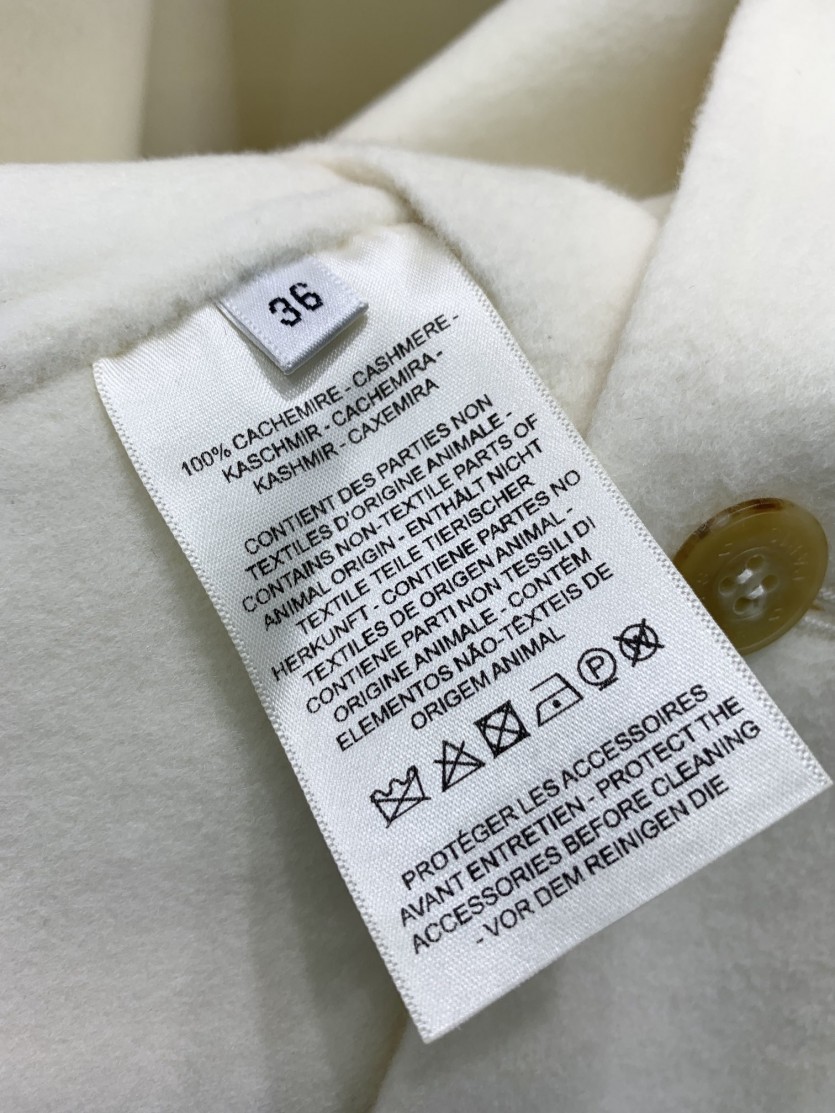 36
100% CACHEMIRE - CASHMERE -
KASCHMIR - CACHEMIRA -
KASHMIR - CAXEMIRA
CONTIENT DES PARTIES NON
TEXTILES D'ORIGINE ANIMALE -
CONTAINS NON-TEXTILE PARTS OF
ANIMAL ORIGIN - ENTHÄLT NICHT
TEXTILE TEILE TIERISCHER
HERKUNFT - CONTIENE PARTES NO
TEXTILES DE ORIGEN ANIMAL -
CONTIENE PARTI NON TESSILI DI
ORIGINE ANIMALE - CONTÉM
ELEMENTOS NÃO-TÊXTEIS DE
ORIGEM ANIMAL
P
PROTÉGER LES ACCESSOIRES
AVANT ENTRETIEN - PROTECT THE
ACCESSORIES BEFORE CLEANING
- VOR DEM REINIGEN DIE